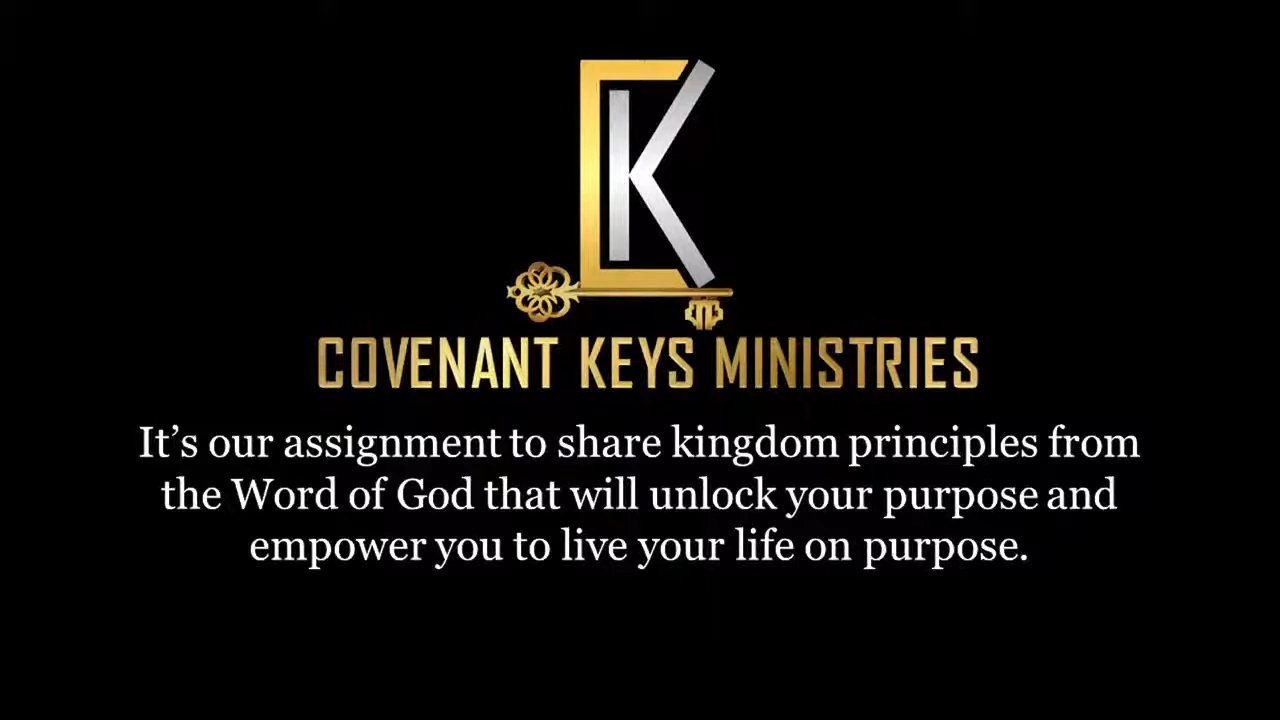 CK
COVENANT KEYS MINISTRIES
It’s our assignment to share kingdom principles from
the Word of God that will unlock your purpose and
empower you to live your life on purpose.